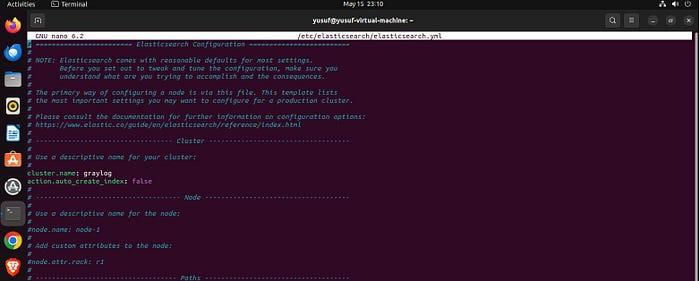 Activities
Terminal
May 15 23:10
yusuf@yusuf-virtual-machine: ~
GNU nano 6.2
/etc/elasticsearch/elasticsearch.yml
# ======================== Elasticsearch Configuration =========================
#
# NOTE: Elasticsearch comes with reasonable defaults for most settings.
# Before you set out to tweak and tune the configuration, make sure you
# understand what are you trying to accomplish and the consequences.
#
# The primary way of configuring a node is via this file. This template lists
# the most important settings you may want to configure for a production cluster.
#
# Please consult the documentation for further information on configuration options:
# https://www.elastic.co/guide/en/elasticsearch/reference/index.html
#
# ---------------------------------- Cluster -----------------------------------
#
# Use a descriptive name for your cluster:
#
cluster.name: graylog
action.auto_create_index: false
#
# ------------------------------------ Node ------------------------------------
#
# Use a descriptive name for the node:
#
#node.name: node-1
#
# Add custom attributes to the node:
#
#node.attr.rack: r1
#
# ----------------------------------- Paths ------------------------------------